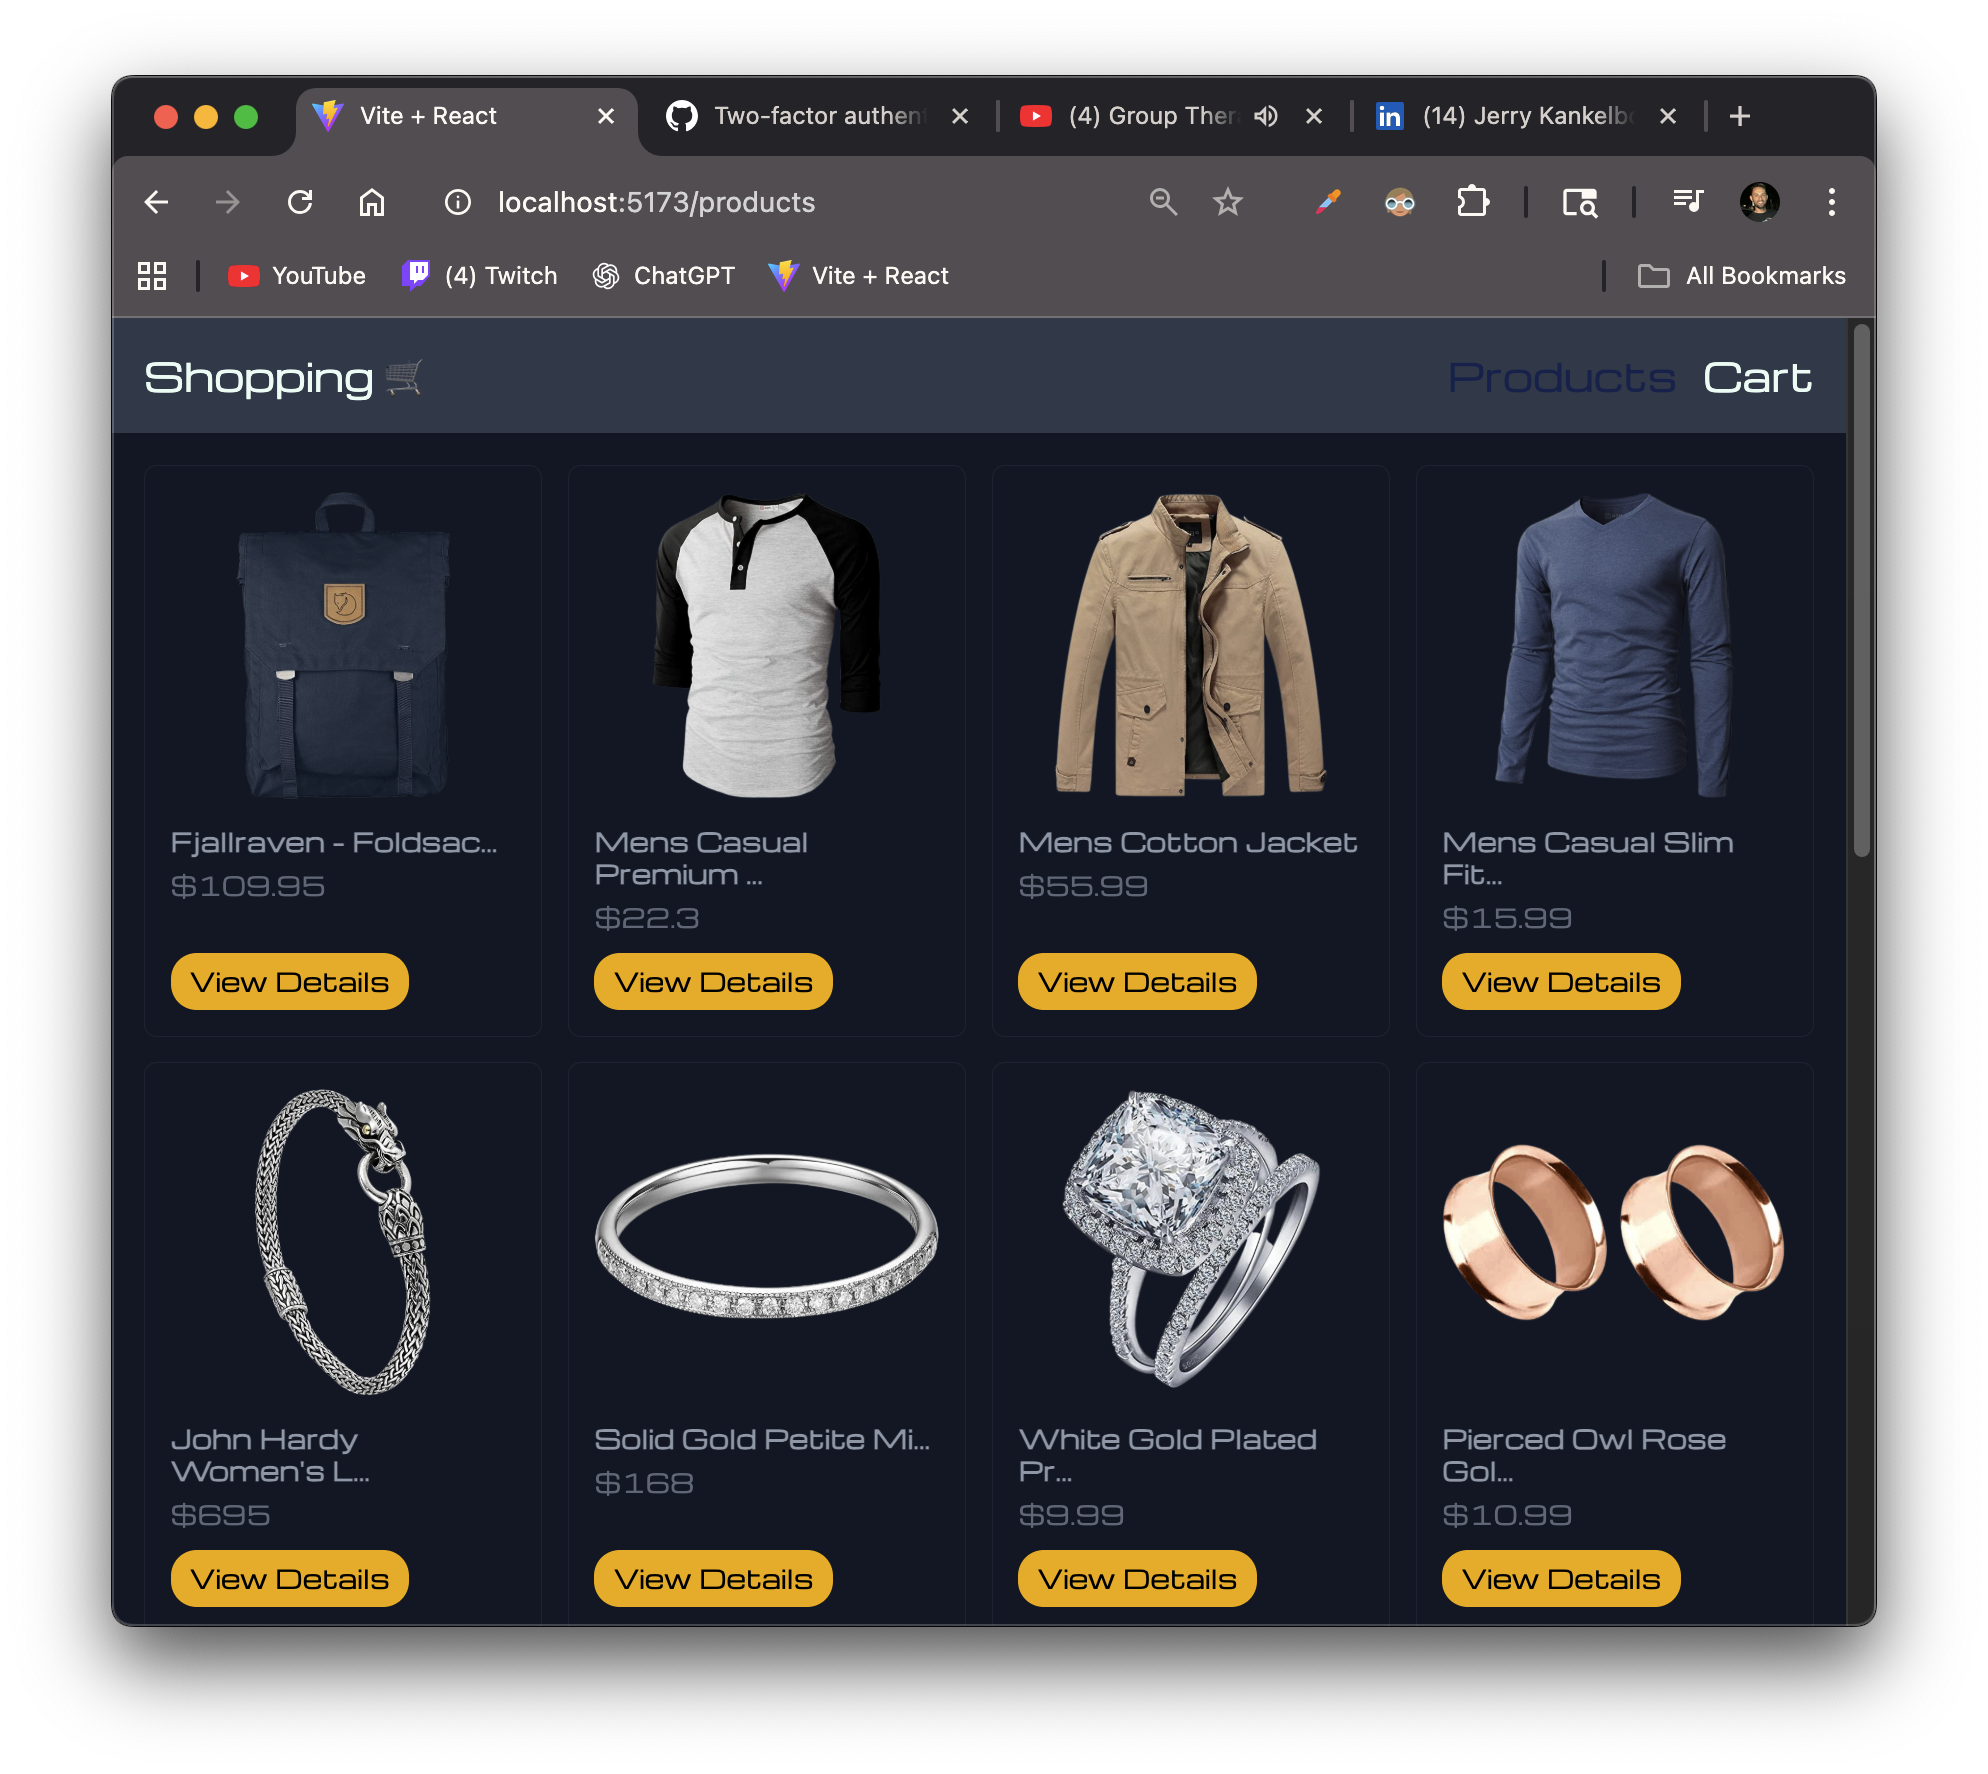 Vite + React
Two-factor authent
(4) Group Thera
(14) Jerry Kankelbo
localhost:5173/products
YouTube
(4) Twitch
ChatGPT
Vite + React
All Bookmarks
Shopping
Products
Cart
Fjallraven - Foldsac...
$109.95
View Details
Mens Casual
Premium ...
$22.3
View Details
Mens Cotton Jacket
$55.99
View Details
Mens Casual Slim
Fit...
$15.99
View Details
John Hardy
Women's L...
$695
View Details
Solid Gold Petite Mi...
$168
View Details
White Gold Plated
Pr...
$9.99
View Details
Pierced Owl Rose
Gol...
$10.99
View Details